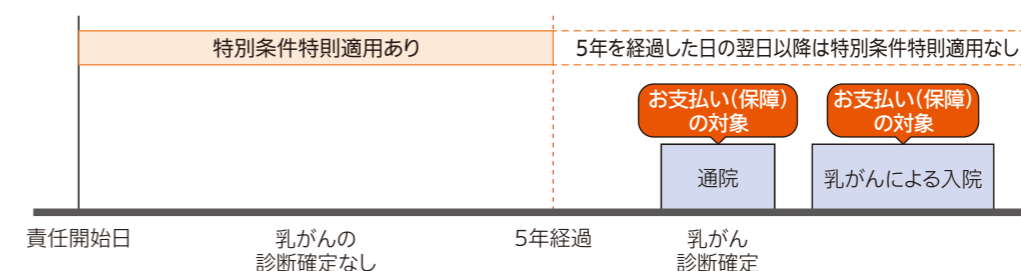 特別条件特則適用あり
5年を経過した日の翌日以降は特別条件特則適用なし
お支払い(保障)
の対象
お支払い(保障)
の対象
通院
乳がんによる入院
責任開始日
乳がんの
診断確定なし
5年経過
乳がん
診断確定